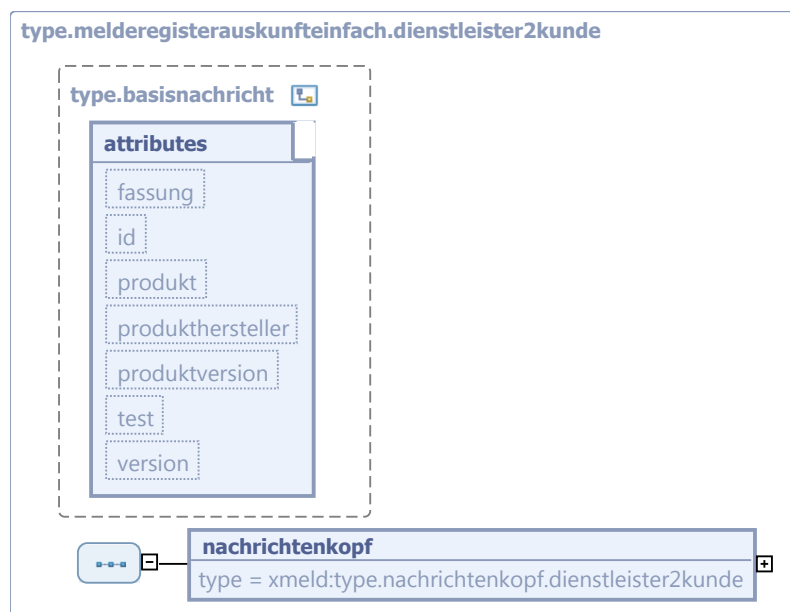 type.melderegisterauskunfteinfach.dienstleister2kunde
type.basisnachricht
attributes
fassung
id
produkt
produkthersteller
produktversion
test
version
nachrichtenkopf
type = xmeld:type.nachrichtenkopf.dienstleister2kunde